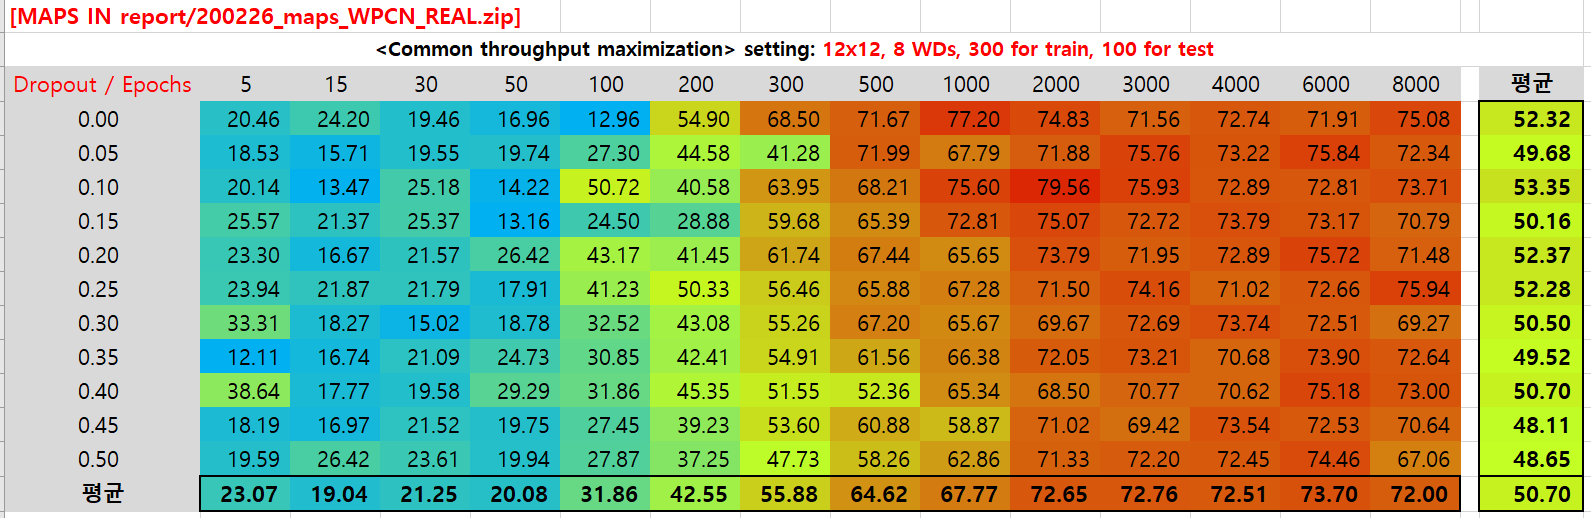 [MAPS IN report/200226_maps_WPCN_REAL.zip]
<Common throughput maximization> setting: 12x12, 8 WDs, 300 for train, 100 for test
Dropout / Epochs 5 15 30 50 100 200 300 500 1000 2000 3000 4000 6000 8000 평균
0.00 20.46 24.20 19.46 16.96 12.96 54.90 68.50 71.67 77.20 74.83 71.56 72.74 71.91 75.08 52.32
0.05 18.53 15.71 19.55 19.74 27.30 44.58 41.28 71.99 67.79 71.88 75.76 73.22 75.84 72.34 49.68
0.10 20.14 13.47 25.18 14.22 50.72 40.58 63.95 68.21 75.60 79.56 75.93 72.89 72.81 73.71 53.35
0.15 25.57 21.37 25.37 13.16 24.50 28.88 59.68 65.39 72.81 75.07 72.72 73.79 73.17 70.79 50.16
0.20 23.30 16.67 21.57 26.42 43.17 41.45 61.74 67.44 65.65 73.79 71.95 72.89 75.72 71.48 52.37
0.25 23.94 21.87 21.79 17.91 41.23 50.33 56.46 65.88 67.28 71.50 74.16 71.02 72.66 75.94 52.28
0.30 33.31 18.27 15.02 18.78 32.52 43.08 55.26 67.20 65.67 69.67 72.69 73.74 72.51 69.27 50.50
0.35 12.11 16.74 21.09 24.73 30.85 42.41 54.91 61.56 66.38 72.05 73.21 70.68 73.90 72.64 49.52
0.40 38.64 17.77 19.58 29.29 31.86 45.35 51.55 52.36 65.34 68.50 70.77 70.62 75.18 73.00 50.70
0.45 18.19 16.97 21.52 19.75 27.45 39.23 53.60 60.88 58.87 71.02 69.42 73.54 72.53 70.64 48.11
0.50 19.59 26.42 23.61 19.94 27.87 37.25 47.73 58.26 62.86 71.33 72.20 72.45 74.46 67.06 48.65
평균 23.07 19.04 21.25 20.08 31.86 42.55 55.88 64.62 67.77 72.65 72.76 72.51 73.70 72.00 50.70